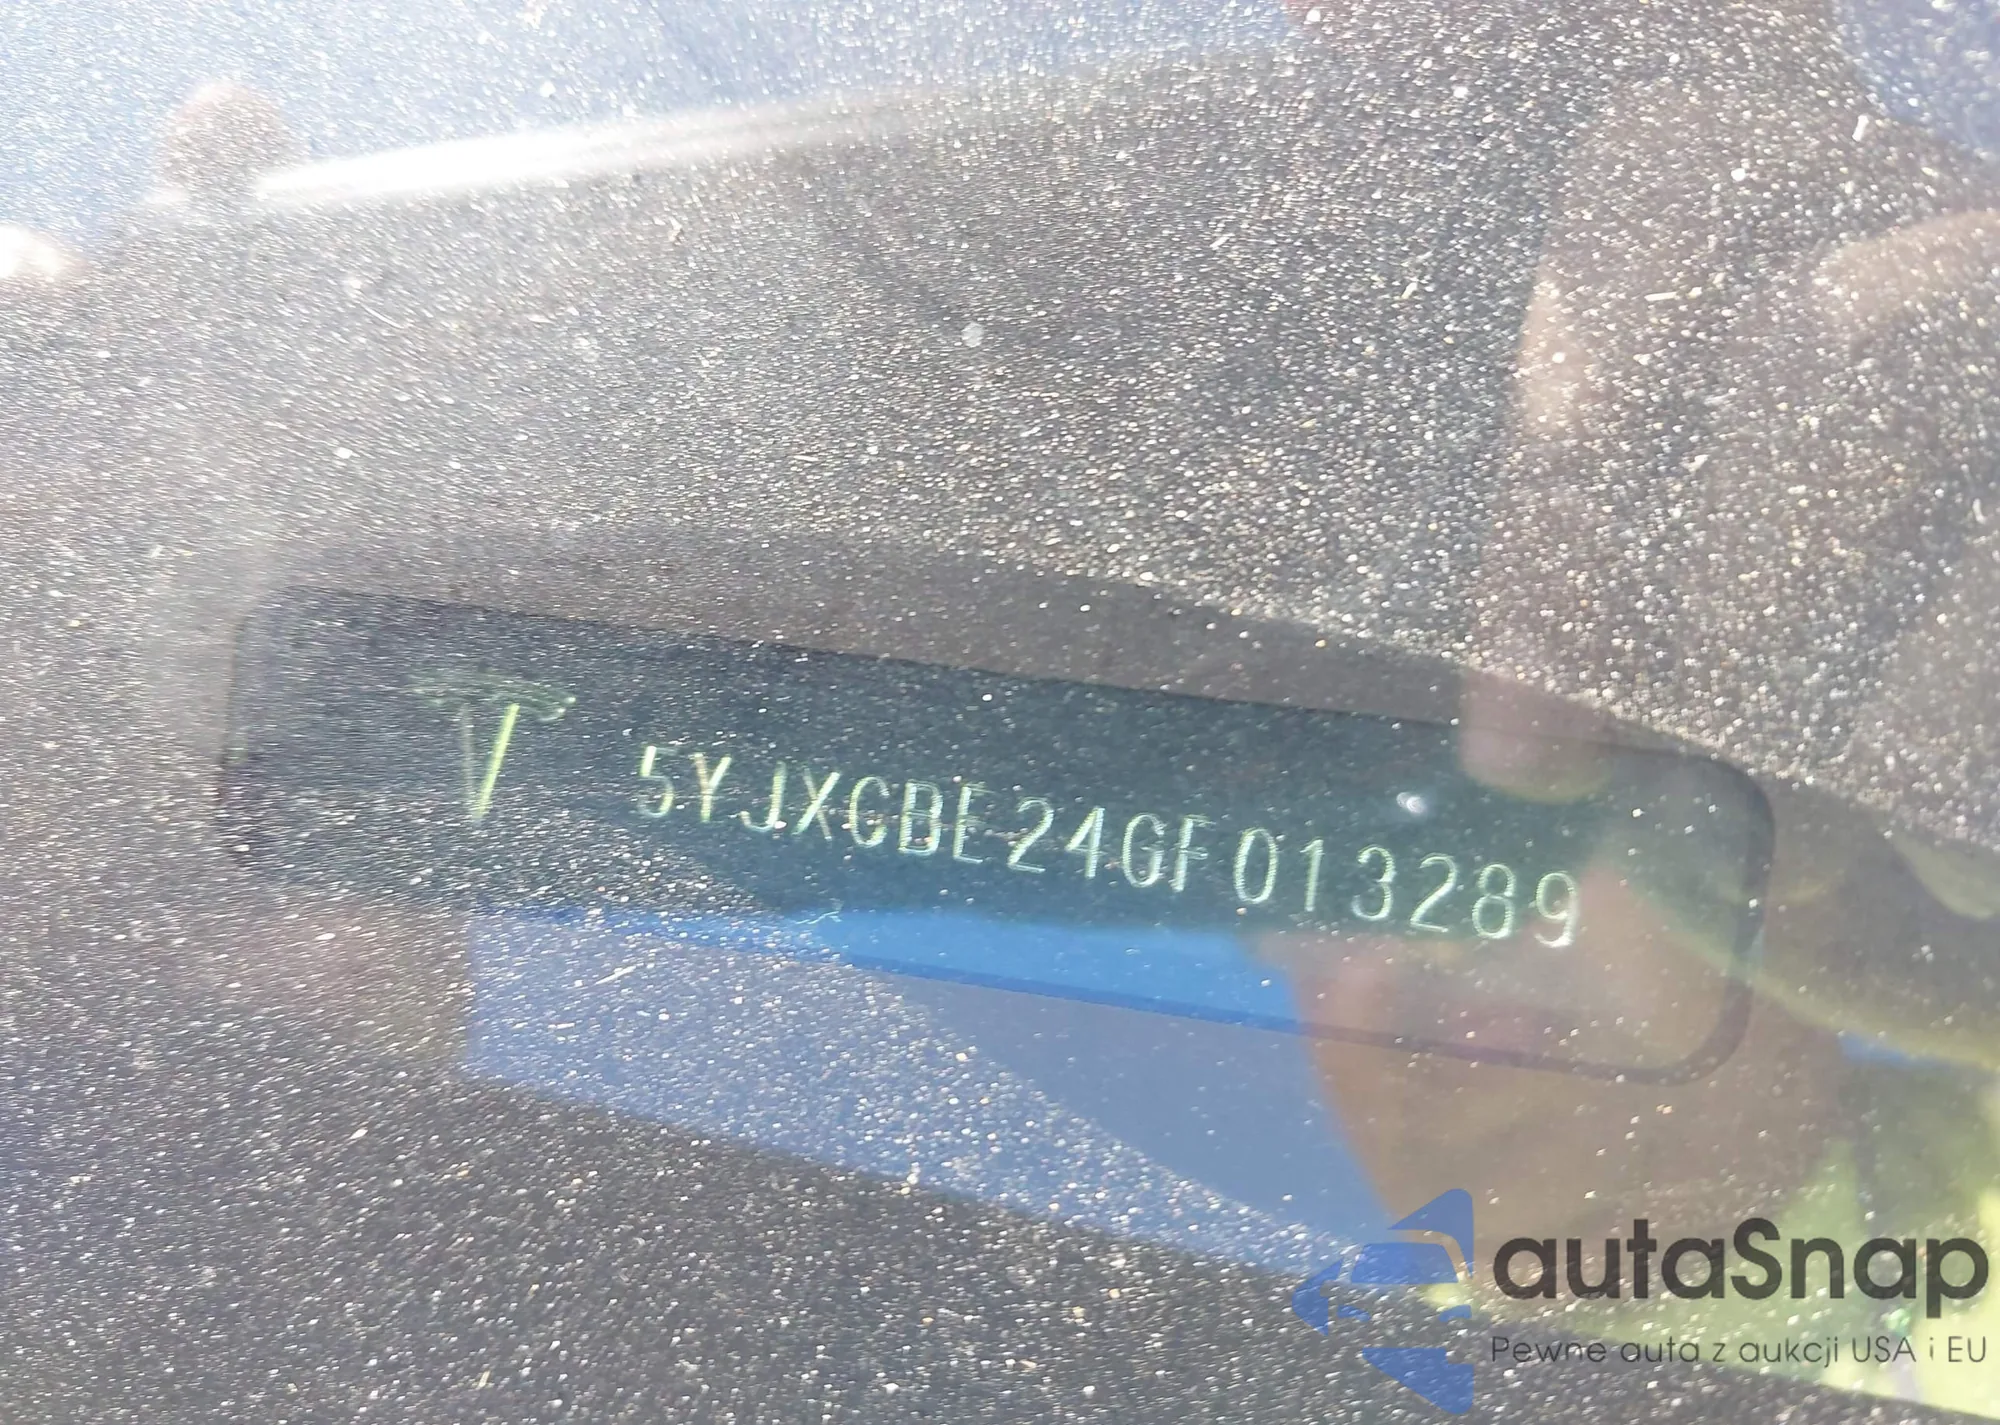 5YJXCBE24GF013289
autaSnap
Pewne auta z aukcji USA i EU